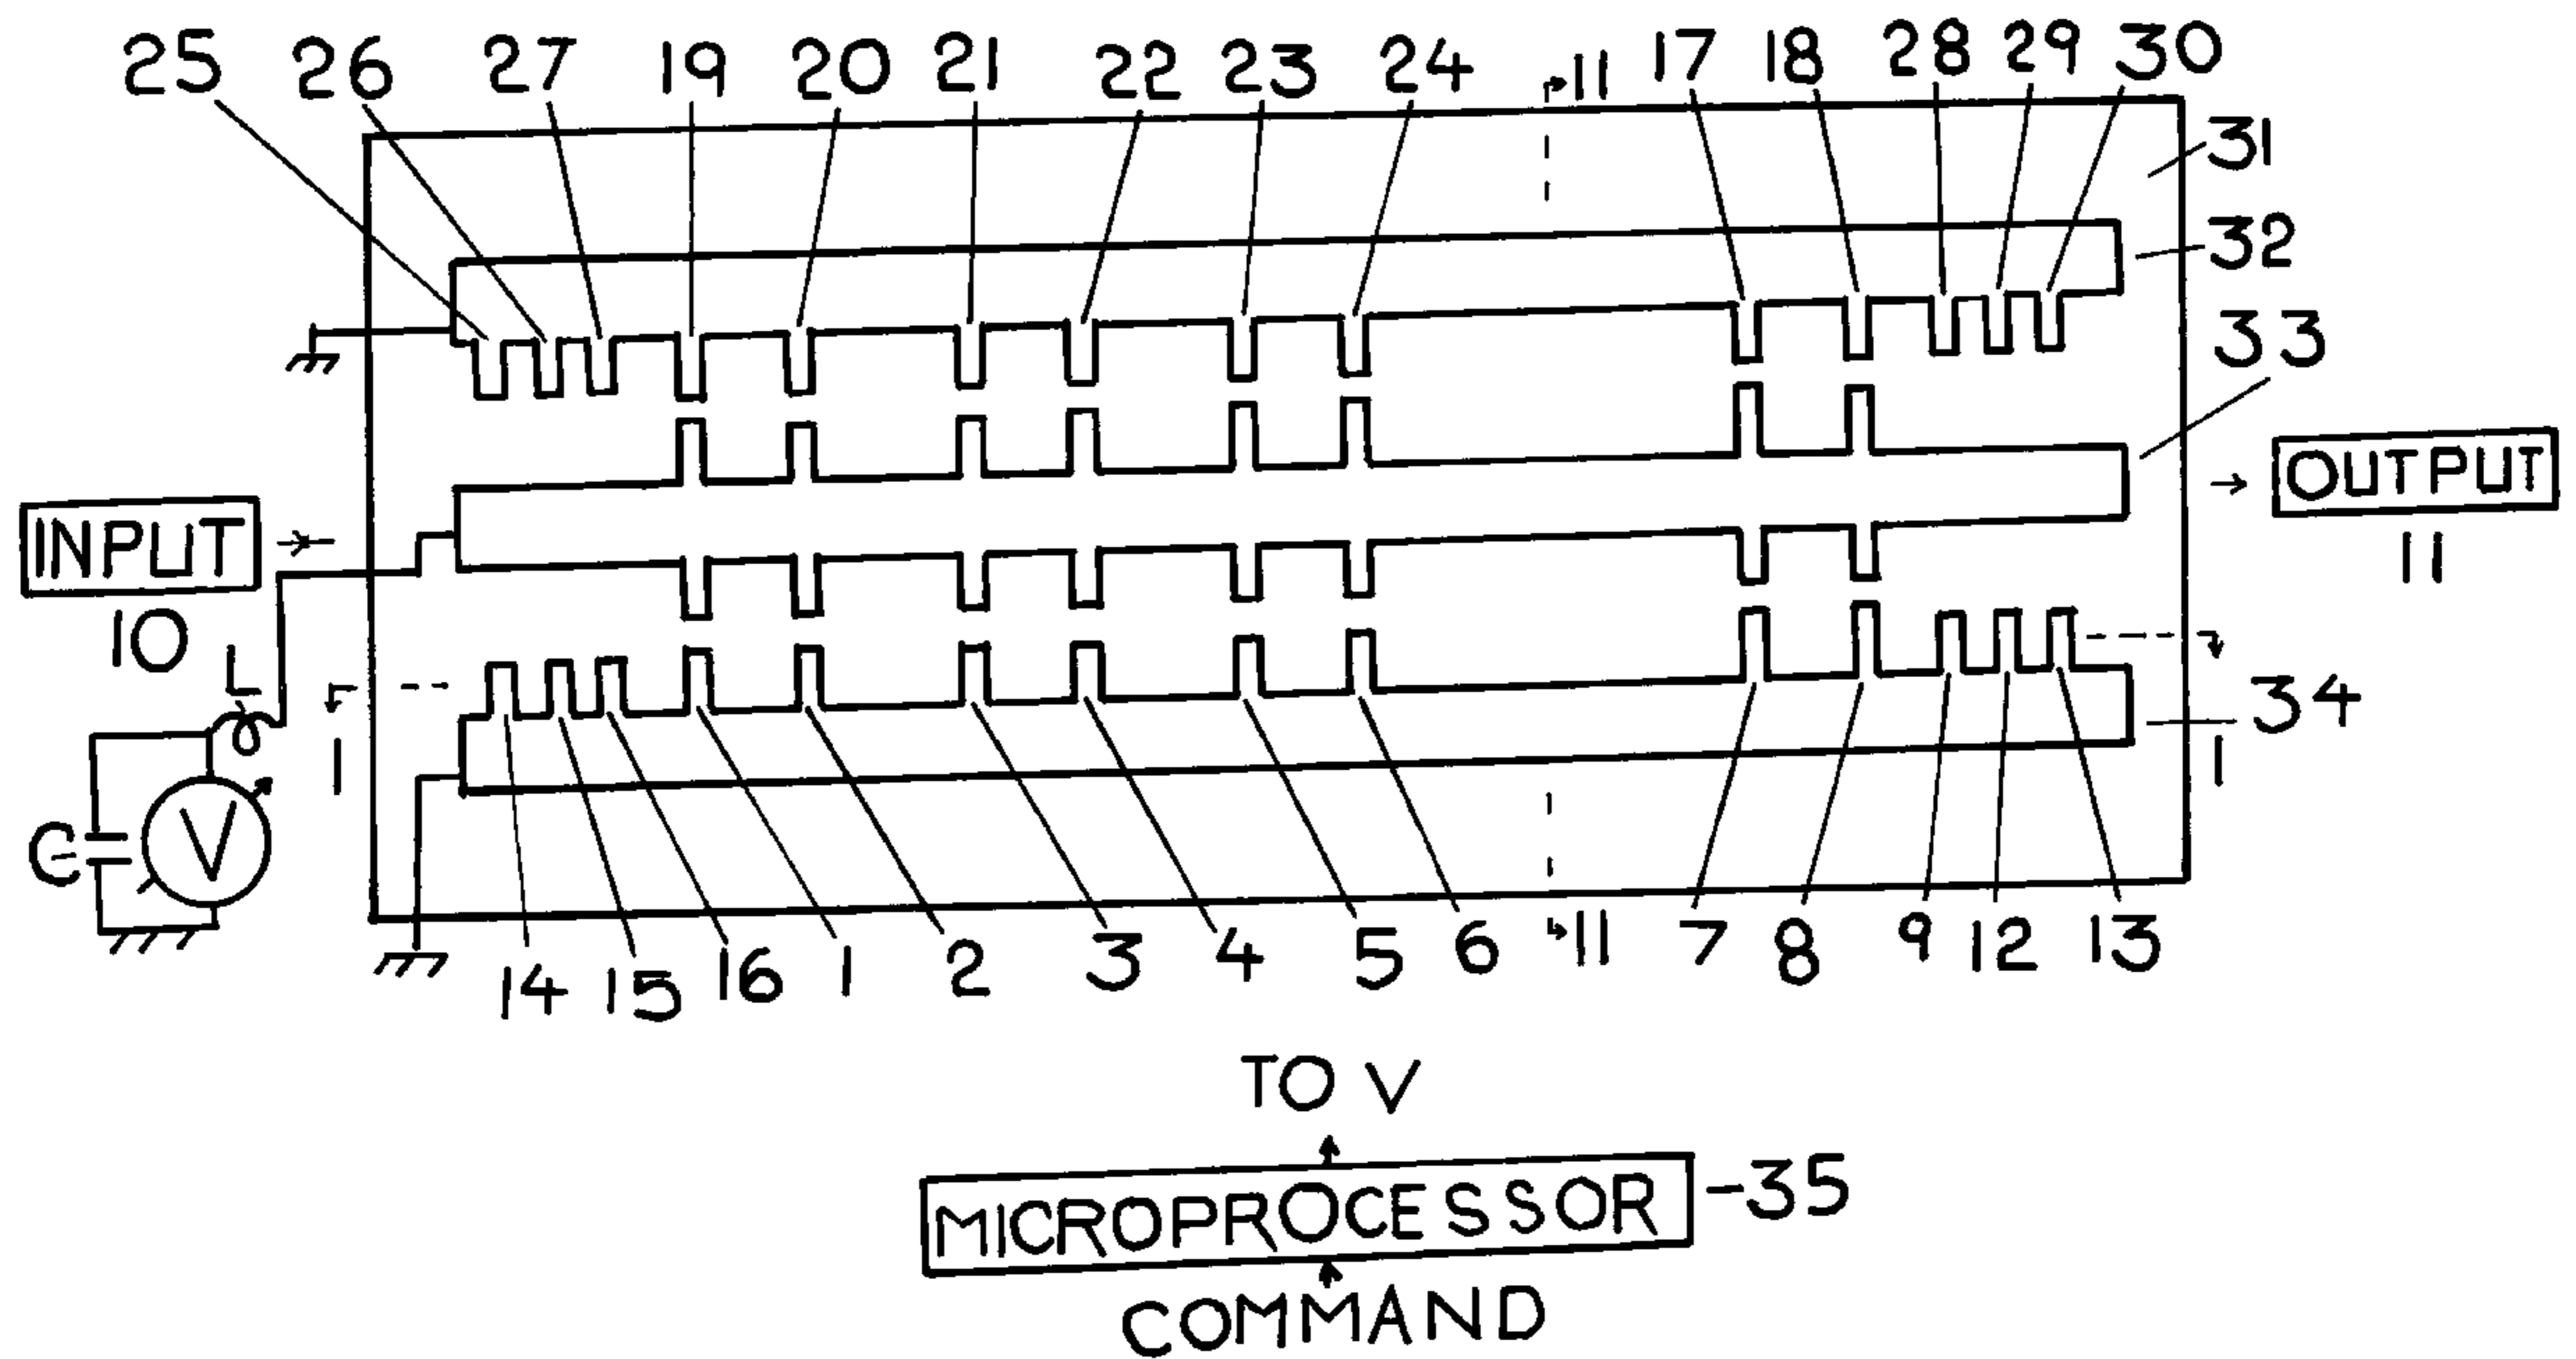 25 26 27 19 20 21 22 23 24 11 17 18 28 29 30
31
32
33
INPUT
10
OUTPUT
11
L
1
34
1
C
V
14 15 16 1 2 3 4 5 6 11 7 8 9 12 13
TO V
MICROPROCESSOR -35
COMMAND